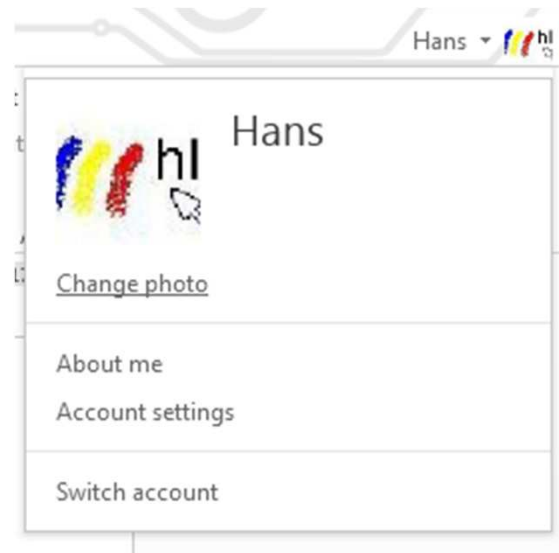 Hans
hl
Hans
hl
Change photo
About me
Account settings
Switch account